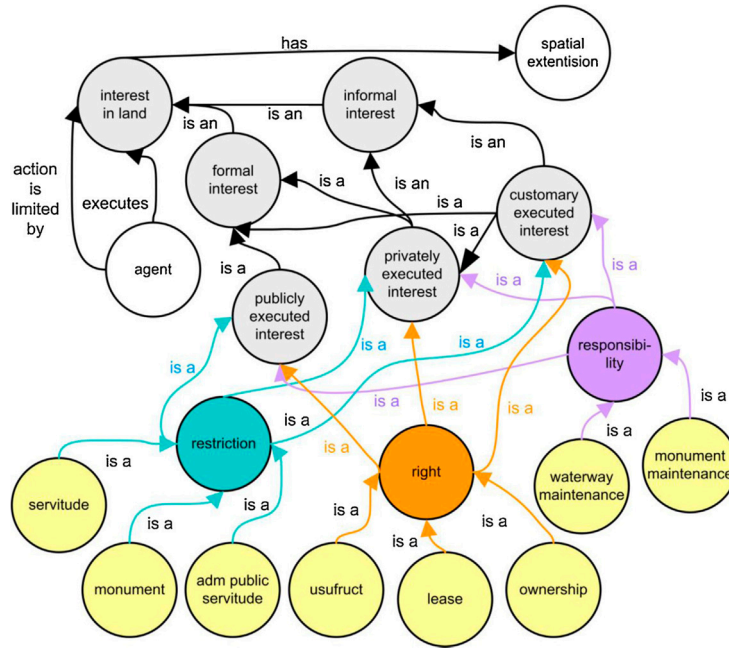 has
spatial
extentision
interest
in land
informal
interest
is an
is an
is an
formal
interest
is a
is an
is a
customary
executed
interest
action
is
limited
by
executes
is a
agent
is a
privately
executed
interest
is a
is a
publicly
executed
interest
responsibi-
lity
is a
is a
is a
is a
is a
is a
is a
is a
restriction
is a
is a
is a
right
waterway
maintenance
monument
maintenance
servitude
is a
is a
is a
is a
is a
monument
adm public
servitude
usufruct
lease
ownership